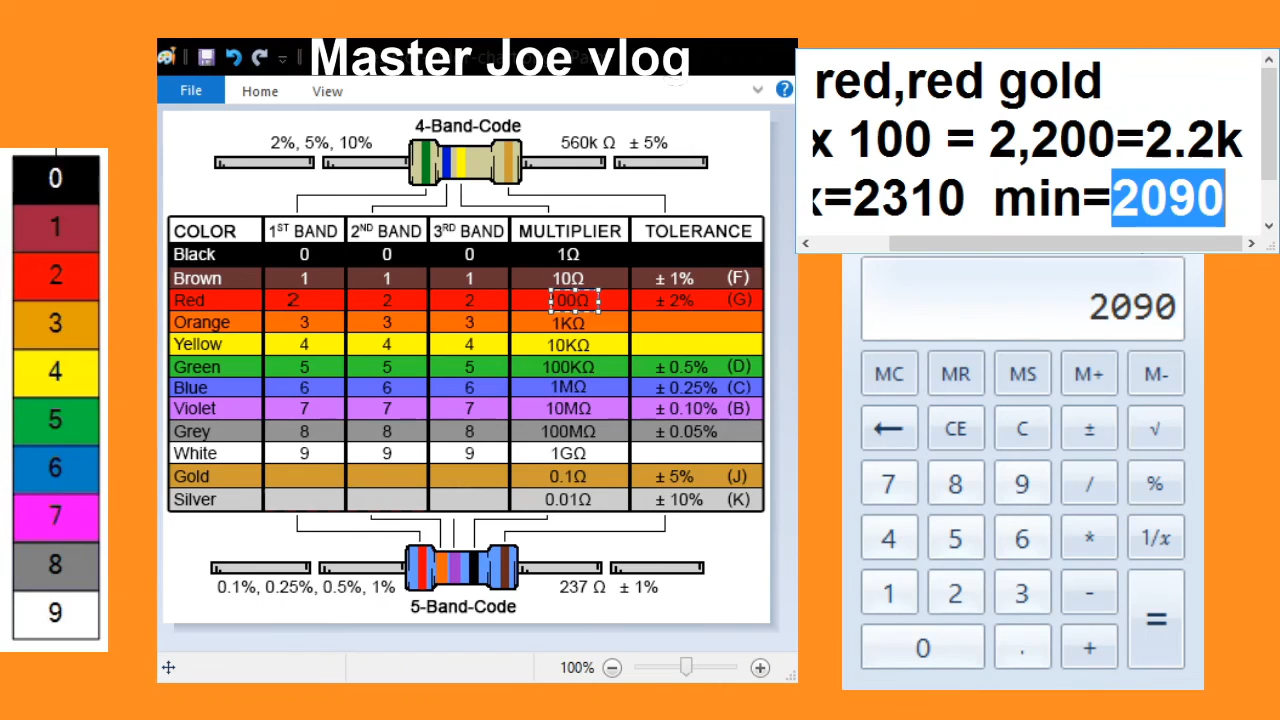 Master Joe vlog
File Home View
4-Band-Code
2%, 5%, 10% 560k Ω ± 5%
COLOR 1ST BAND 2ND BAND 3RD BAND MULTIPLIER TOLERANCE
Black 0 0 0 1Ω
Brown 1 1 1 10Ω ± 1% (F)
Red 2 2 2 00Ω ± 2% (G)
Orange 3 3 3 1KΩ
Yellow 4 4 4 10KΩ
Green 5 5 5 100KΩ ± 0.5% (D)
Blue 6 6 6 1MΩ ± 0.25% (C)
Violet 7 7 7 10MΩ ± 0.10% (B)
Grey 8 8 8 100MΩ ± 0.05%
White 9 9 9 1GΩ
Gold 0.1Ω ± 5% (J)
Silver 0.01Ω ± 10% (K)
0.1%, 0.25%, 0.5%, 1% 237 Ω ± 1%
5-Band-Code
100%
0
1
2
3
4
5
6
7
8
9
red,red gold
x 100 = 2,200=2.2k
x=2310 min=2090
2090
MC MR MS M+ M-
← CE C ± √
7 8 9 / %
4 5 6 * 1/x
1 2 3 - =
0 . +